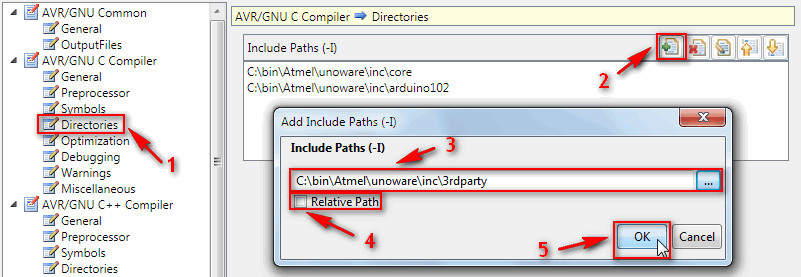 AVR/GNU Common
General
OutputFiles
AVR/GNU C Compiler
General
Preprocessor
Symbols
Directories
Optimization
Debugging
Warnings
Miscellaneous
AVR/GNU C++ Compiler
General
Preprocessor
Symbols
Directories
1
AVR/GNU C Compiler Directories
Include Paths (-I)
2
C:\bin\Atmel\unoware\inc\core
C:\bin\Atmel\unoware\inc\arduino102
Add Include Paths (-I)
Include Paths (-I)
3
C:\bin\Atmel\unoware\inc\3rdparty
...
Relative Path
4
5
OK
Cancel